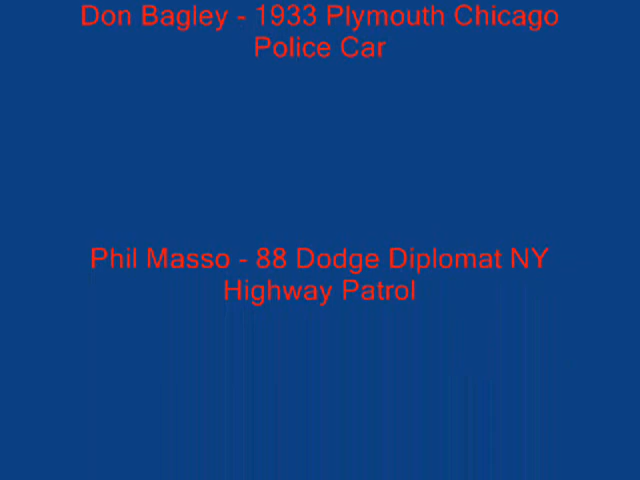 Don Bagley - 1933 Plymouth Chicago
Police Car
Phil Masso - 88 Dodge Diplomat NY
Highway Patrol